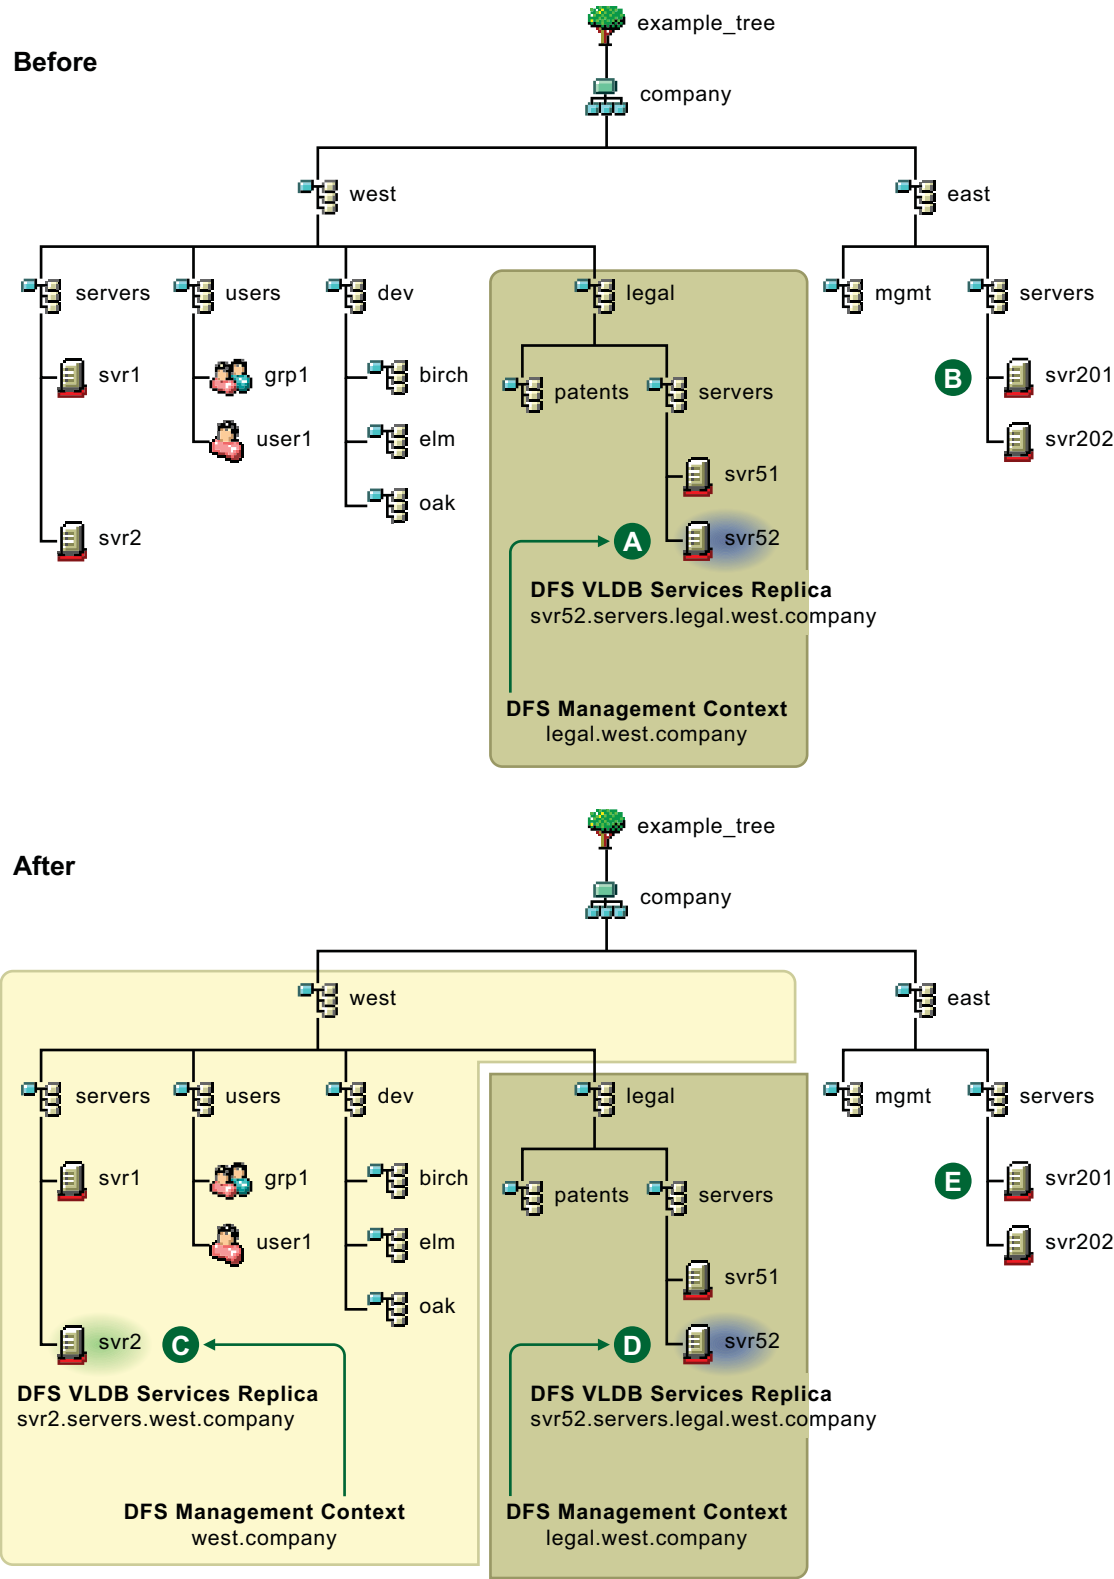 example_tree
Before
company
west
east
servers
users
dev
legal
mgmt
servers
svr1
grp1
birch
patents
servers
B
svr201
user1
elm
svr202
svr51
oak
svr2
A
svr52
DFS VLDB Services Replica
svr52.servers.legal.west.company
DFS Management Context
legal.west.company
example_tree
After
company
west
east
servers
users
dev
legal
mgmt
servers
svr1
grp1
birch
patents
servers
E
svr201
user1
elm
svr202
svr51
oak
svr2
C
D
svr52
DFS VLDB Services Replica
svr2.servers.west.company
DFS VLDB Services Replica
svr52.servers.legal.west.company
DFS Management Context
west.company
DFS Management Context
legal.west.company